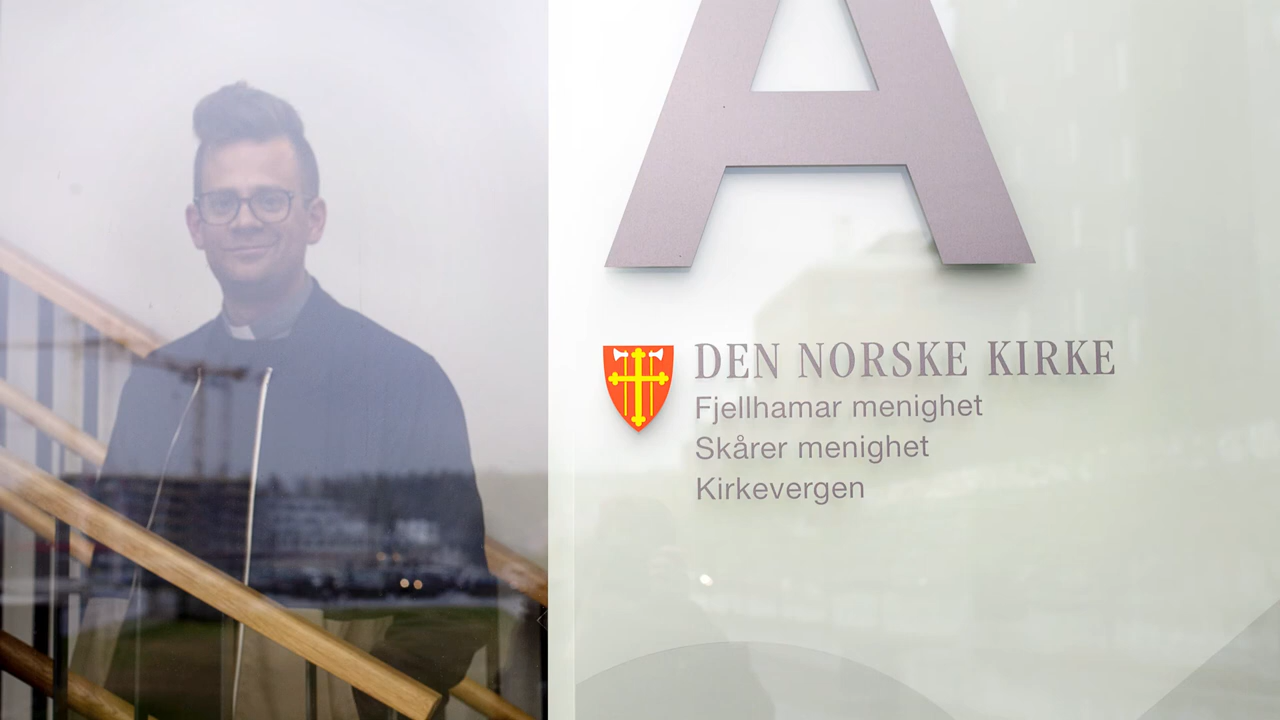 A
DEN NORSKE KIRKE
Fjellhamar menighet
Skårer menighet
Kirkevergen